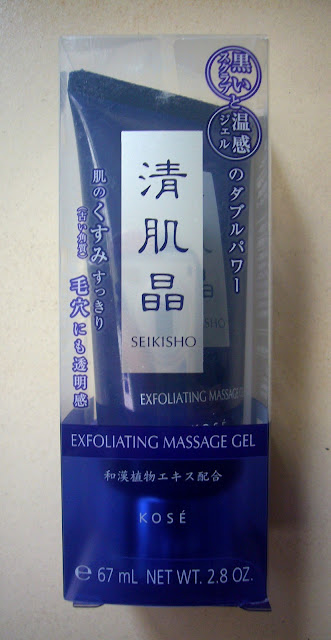 黒い
スクラブ
と
温感
ジェル
のダブルパワー
清肌晶
SEIKISHO
肌のくすみすっきり
(古い角質)
毛穴にも透明感
EXFOLIATING MASSAGE
KOSÉ
EXFOLIATING MASSAGE GEL
和漢植物エキス配合
KOSÉ
℮ 67 mL NET WT. 2.8 OZ.